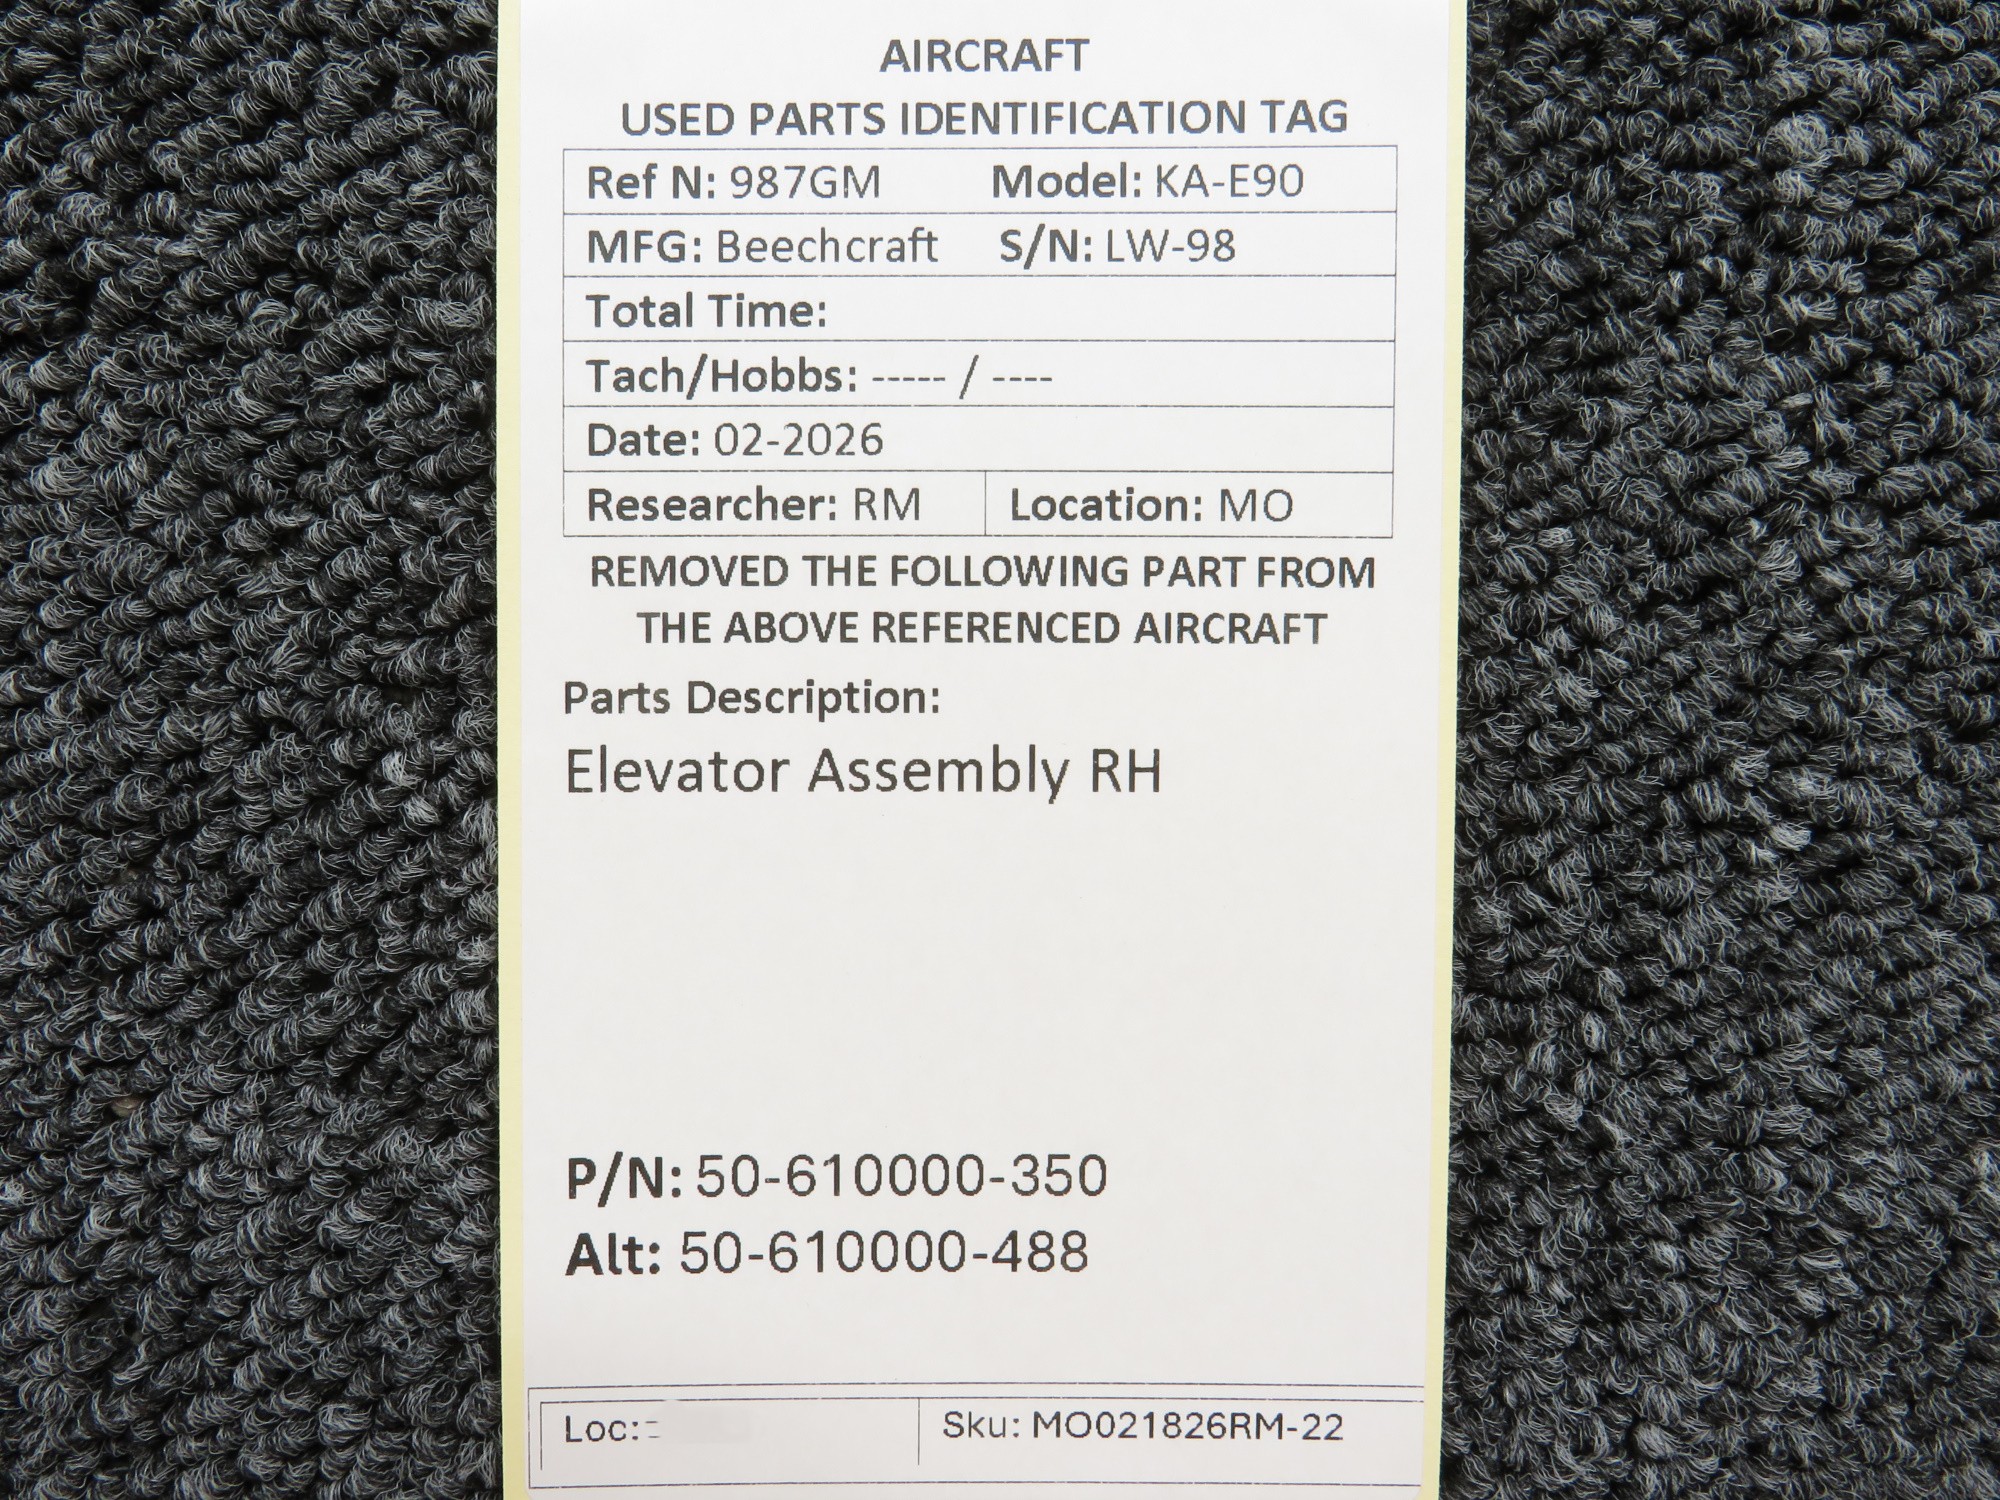 AIRCRAFT
USED PARTS IDENTIFICATION TAG
Ref N: 987GM Model: KA-E90
MFG: Beechcraft S/N: LW-98
Total Time:
Tach/Hobbs: ----- / ----
Date: 02-2026
Researcher: RM Location: MO
REMOVED THE FOLLOWING PART FROM
THE ABOVE REFERENCED AIRCRAFT
Parts Description:
Elevator Assembly RH
P/N: 50-610000-350
Alt: 50-610000-488
Loc: Sku: MO021826RM-22